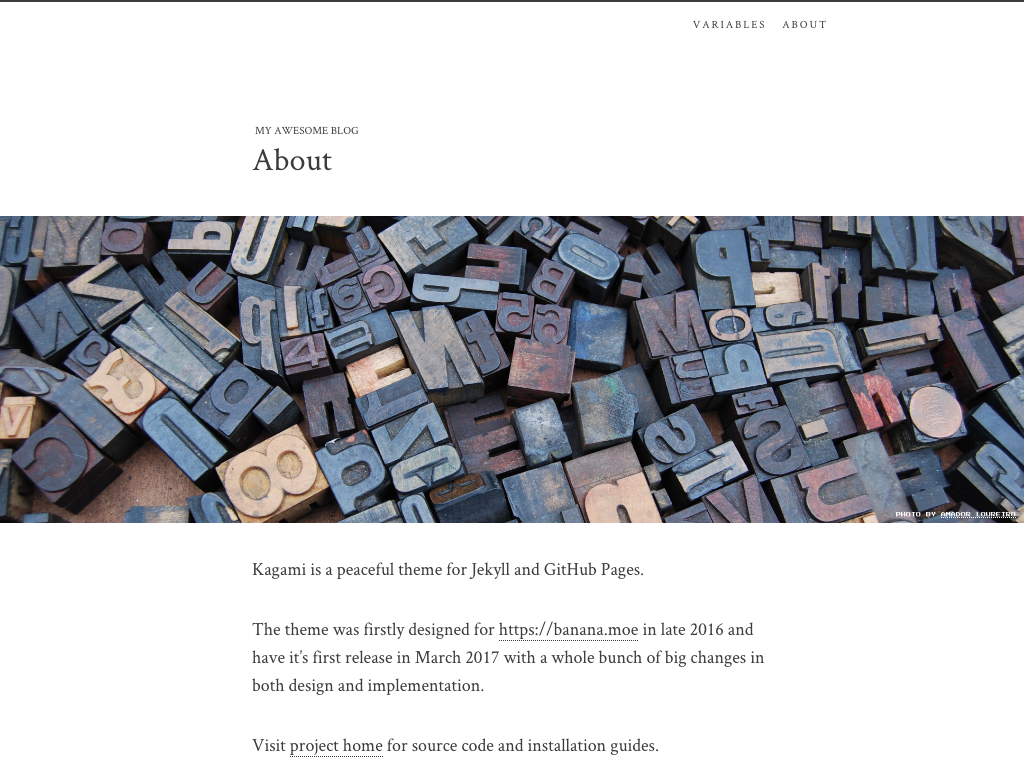 VARIABLES ABOUT
MY AWESOME BLOG
About
PHOTO BY AMADOR LOUREIRO
Kagami is a peaceful theme for Jekyll and GitHub Pages.
The theme was firstly designed for https://banana.moe in late 2016 and
have it’s first release in March 2017 with a whole bunch of big changes in
both design and implementation.
Visit project home for source code and installation guides.